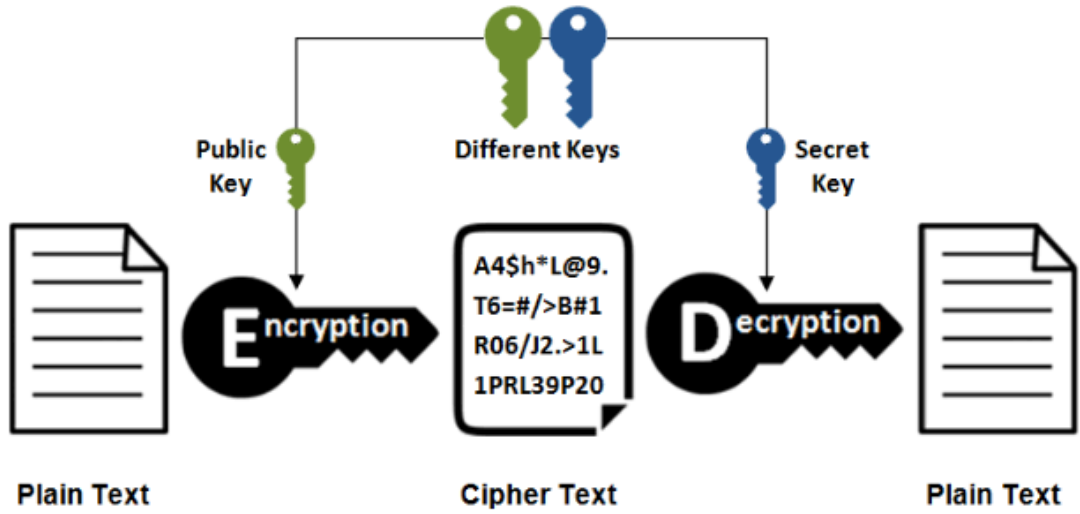 Different Keys
Public
Key
Secret
Key
Encryption
A4$h*L@9.
T6=#/>B#1
R06/J2.>1L
1PRL39P20
Decryption
Plain Text
Cipher Text
Plain Text